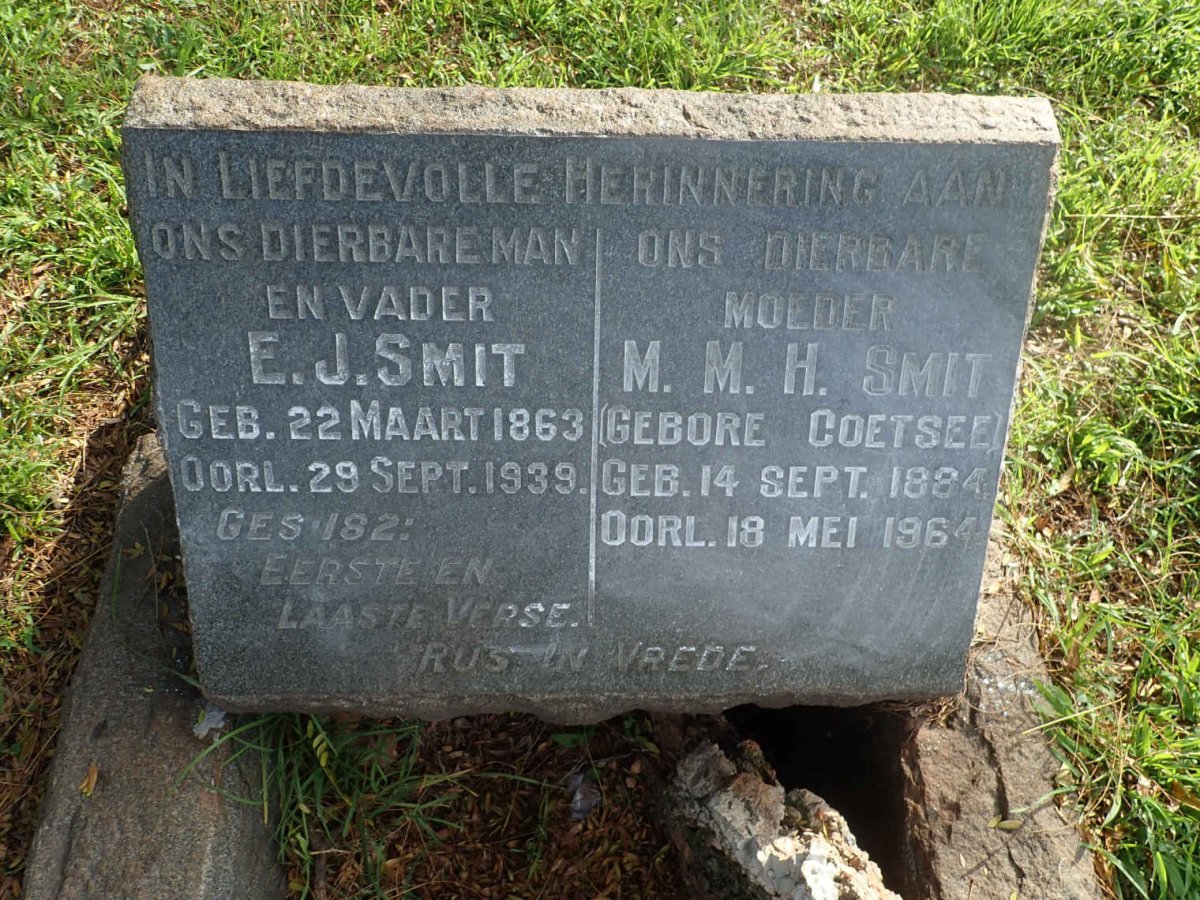 IN LIEFDEVOLLE HERINNERING AAN
ONS DIERBARE MAN
EN VADER
E. J. SMIT
GEB. 22 MAART 1863
OORL. 29 SEPT. 1939.
GES 182:
EERSTE EN
LAASTE VERSE.
ONS DIERBARE
MOEDER
M. M. H. SMIT
(GEBORE COETSEE)
GEB. 14 SEPT. 1884
OORL. 18 MEI 1964
RUS IN VREDE.